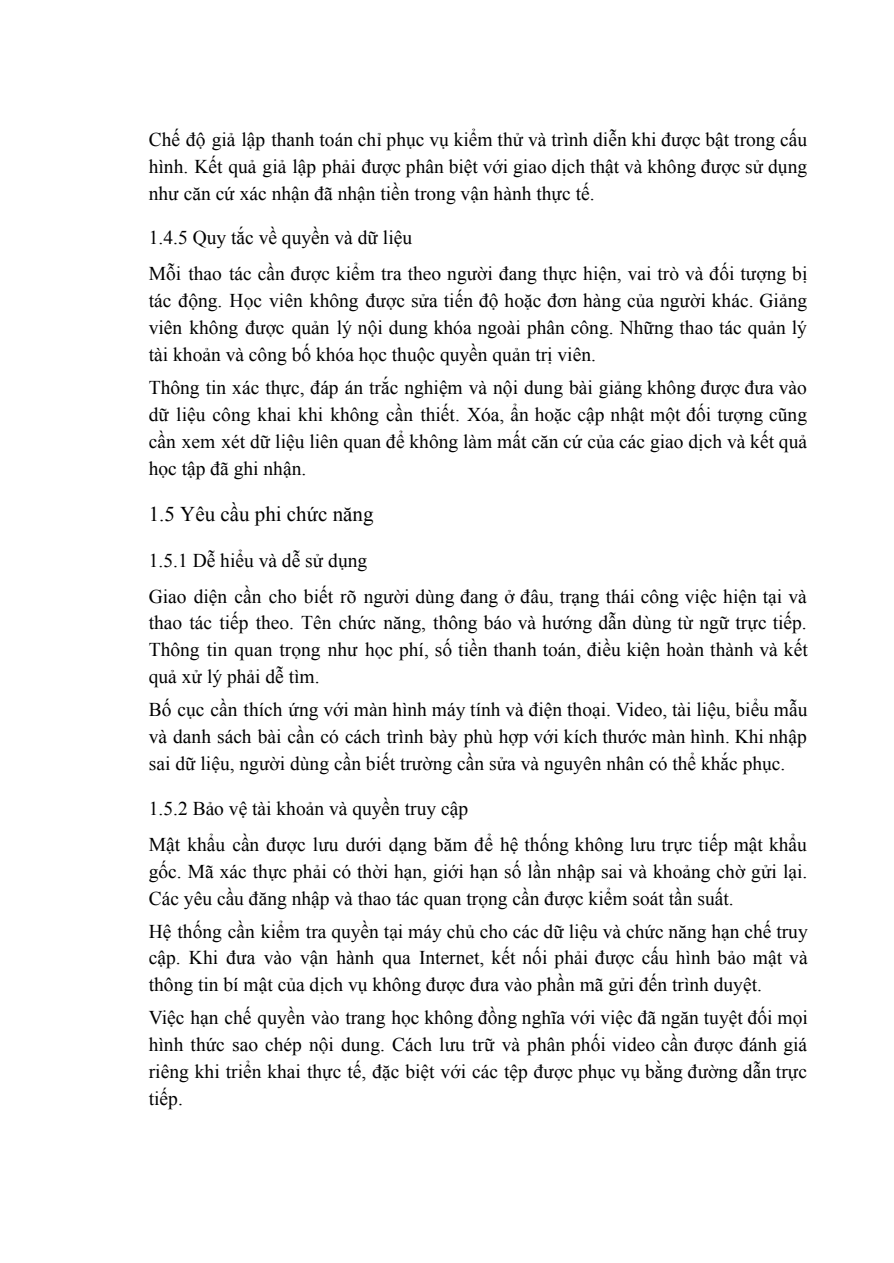 Chế độ giả lập thanh toán chỉ phục vụ kiểm thử và trình diễn khi được bật trong cấu
hình. Kết quả giả lập phải được phân biệt với giao dịch thật và không được sử dụng
như căn cứ xác nhận đã nhận tiền trong vận hành thực tế.
1.4.5 Quy tắc về quyền và dữ liệu
Mỗi thao tác cần được kiểm tra theo người đang thực hiện, vai trò và đối tượng bị
tác động. Học viên không được sửa tiến độ hoặc đơn hàng của người khác. Giảng
viên không được quản lý nội dung khóa ngoài phân công. Những thao tác quản lý
tài khoản và công bố khóa học thuộc quyền quản trị viên.
Thông tin xác thực, đáp án trắc nghiệm và nội dung bài giảng không được đưa vào
dữ liệu công khai khi không cần thiết. Xóa, ẩn hoặc cập nhật một đối tượng cũng
cần xem xét dữ liệu liên quan để không làm mất căn cứ của các giao dịch và kết quả
học tập đã ghi nhận.
1.5 Yêu cầu phi chức năng
1.5.1 Dễ hiểu và dễ sử dụng
Giao diện cần cho biết rõ người dùng đang ở đâu, trạng thái công việc hiện tại và
thao tác tiếp theo. Tên chức năng, thông báo và hướng dẫn dùng từ ngữ trực tiếp.
Thông tin quan trọng như học phí, số tiền thanh toán, điều kiện hoàn thành và kết
quả xử lý phải dễ tìm.
Bố cục cần thích ứng với màn hình máy tính và điện thoại. Video, tài liệu, biểu mẫu
và danh sách bài cần có cách trình bày phù hợp với kích thước màn hình. Khi nhập
sai dữ liệu, người dùng cần biết trường cần sửa và nguyên nhân có thể khắc phục.
1.5.2 Bảo vệ tài khoản và quyền truy cập
Mật khẩu cần được lưu dưới dạng băm để hệ thống không lưu trực tiếp mật khẩu
gốc. Mã xác thực phải có thời hạn, giới hạn số lần nhập sai và khoảng chờ gửi lại.
Các yêu cầu đăng nhập và thao tác quan trọng cần được kiểm soát tần suất.
Hệ thống cần kiểm tra quyền tại máy chủ cho các dữ liệu và chức năng hạn chế truy
cập. Khi đưa vào vận hành qua Internet, kết nối phải được cấu hình bảo mật và
thông tin bí mật của dịch vụ không được đưa vào phần mã gửi đến trình duyệt.
Việc hạn chế quyền vào trang học không đồng nghĩa với việc đã ngăn tuyệt đối mọi
hình thức sao chép nội dung. Cách lưu trữ và phân phối video cần được đánh giá
riêng khi triển khai thực tế, đặc biệt với các tệp được phục vụ bằng đường dẫn trực
tiếp.